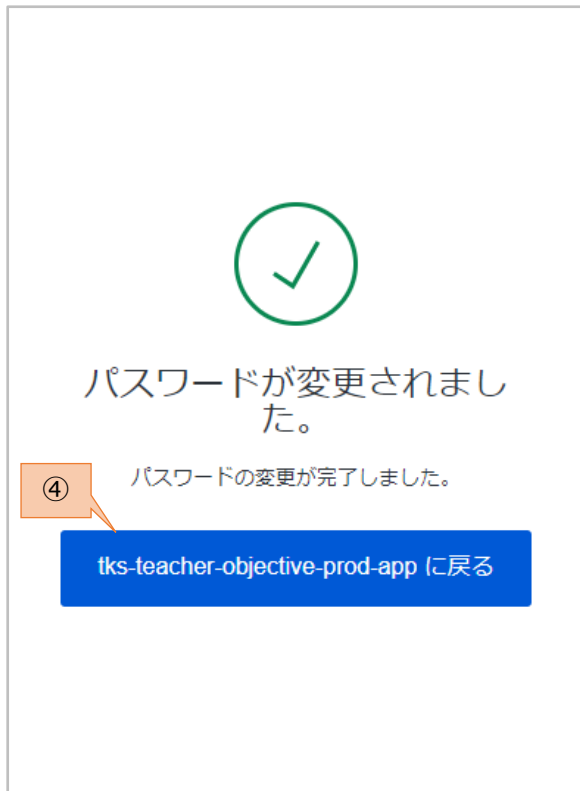 パスワードが変更されまし
た。
パスワードの変更が完了しました。
④
tks-teacher-objective-prod-app に戻る